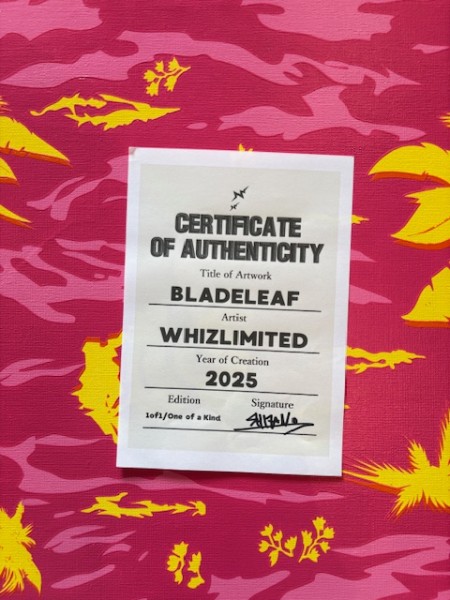 CERTIFICATE
OF AUTHENTICITY
Title of Artwork
BLADELEAF
Artist
WHIZLIMITED
Year of Creation
2025
Edition Signature
1of1/One of a Kind